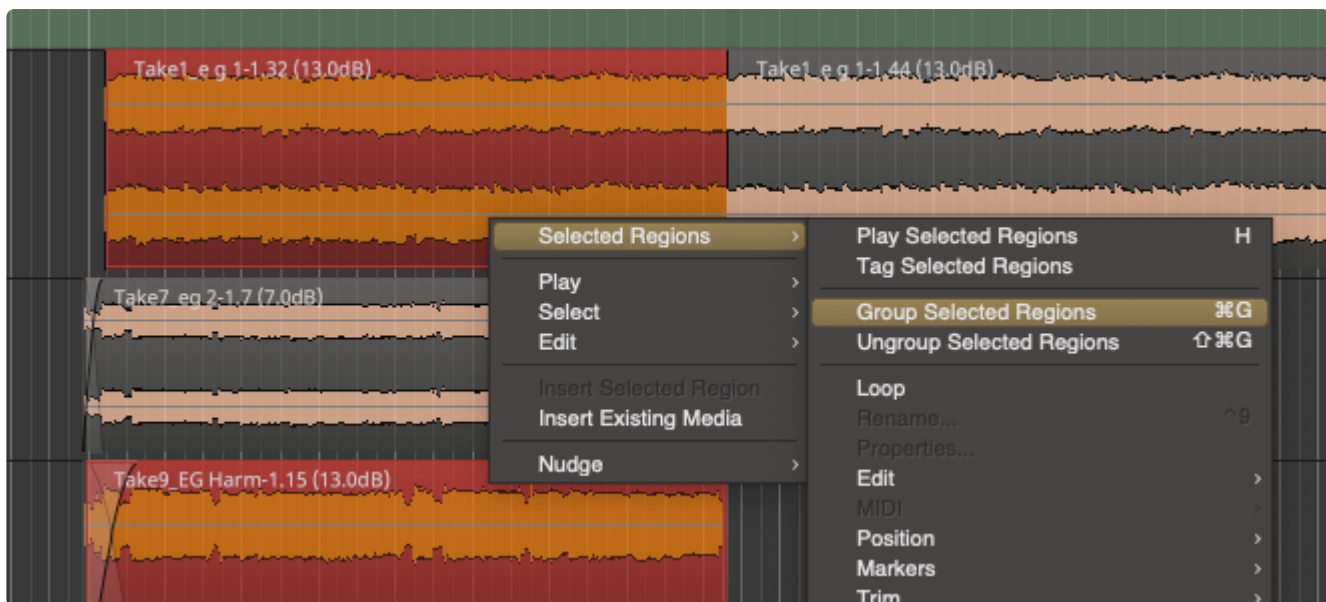 Take1_e g 1-1.32 (13.0dB)
Take1_e g 1-1.44 (13.0dB)
Take7_eg 2-1.7 (7.0dB)
Take9_EG Harm-1.15 (13.0dB)
Selected Regions ›
Play ›
Select ›
Edit ›
Insert Selected Region
Insert Existing Media
Nudge ›
Play Selected Regions H
Tag Selected Regions
Group Selected Regions ⌘G
Ungroup Selected Regions ⇧⌘G
Loop
Rename... ^9
Properties...
Edit ›
MIDI ›
Position ›
Markers ›
Trim ›